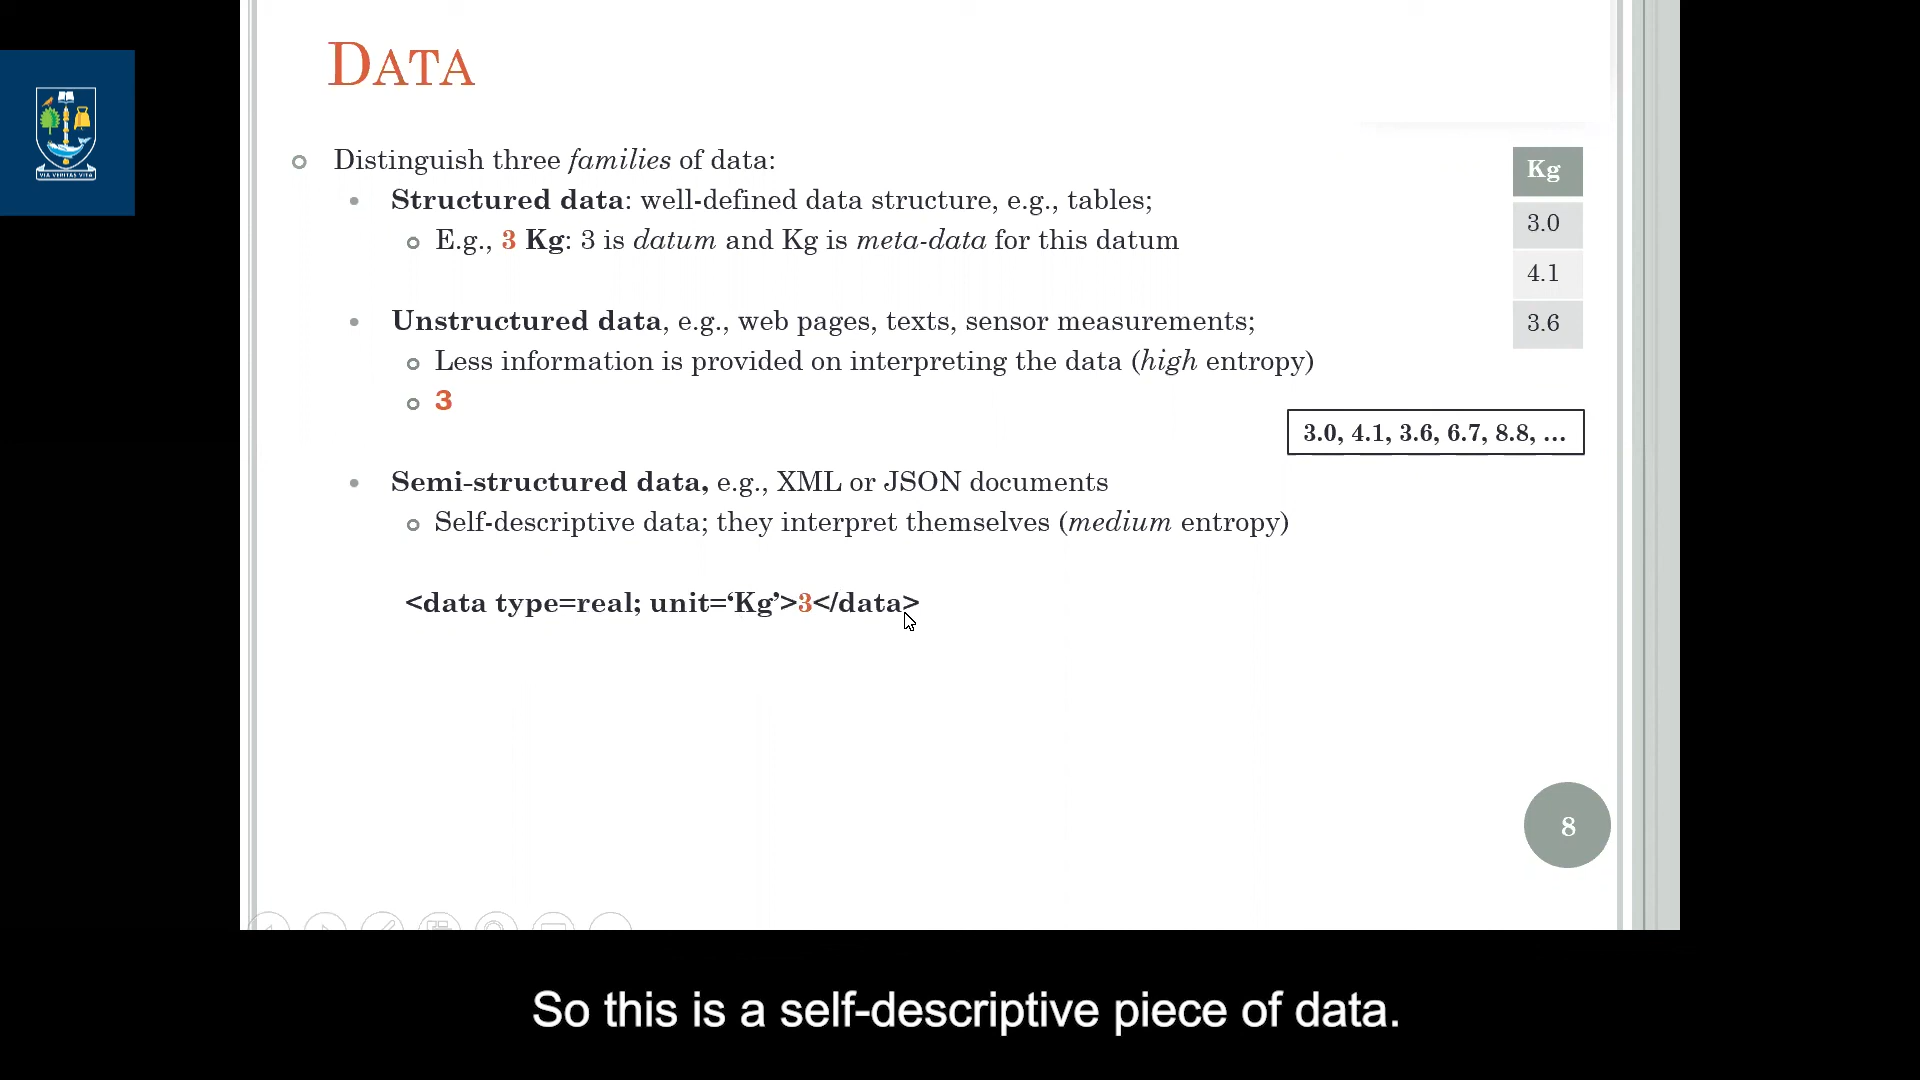 DATA
Distinguish three families of data:
Structured data: well-defined data structure, e.g., tables;
E.g., 3 Kg: 3 is datum and Kg is meta-data for this datum
Kg
3.0
4.1
3.6
Unstructured data, e.g., web pages, texts, sensor measurements;
Less information is provided on interpreting the data (high entropy)
3
3.0, 4.1, 3.6, 6.7, 8.8, ...
Semi-structured data, e.g., XML or JSON documents
Self-descriptive data; they interpret themselves (medium entropy)
<data type=real; unit=‘Kg’>3</data>
8
VIA VERITAS VITA
So this is a self-descriptive piece of data.